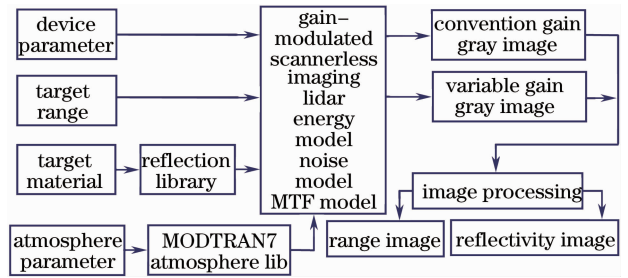 device
parameter
target
range
target
material
reflection
library
atmosphere
parameter
MODTRAN7
atmosphere lib
gain-
modulated
scannerless
imaging
lidar
energy
model
noise
model
MTF model
convention gain
gray image
variable gain
gray image
image processing
range image
reflectivity image